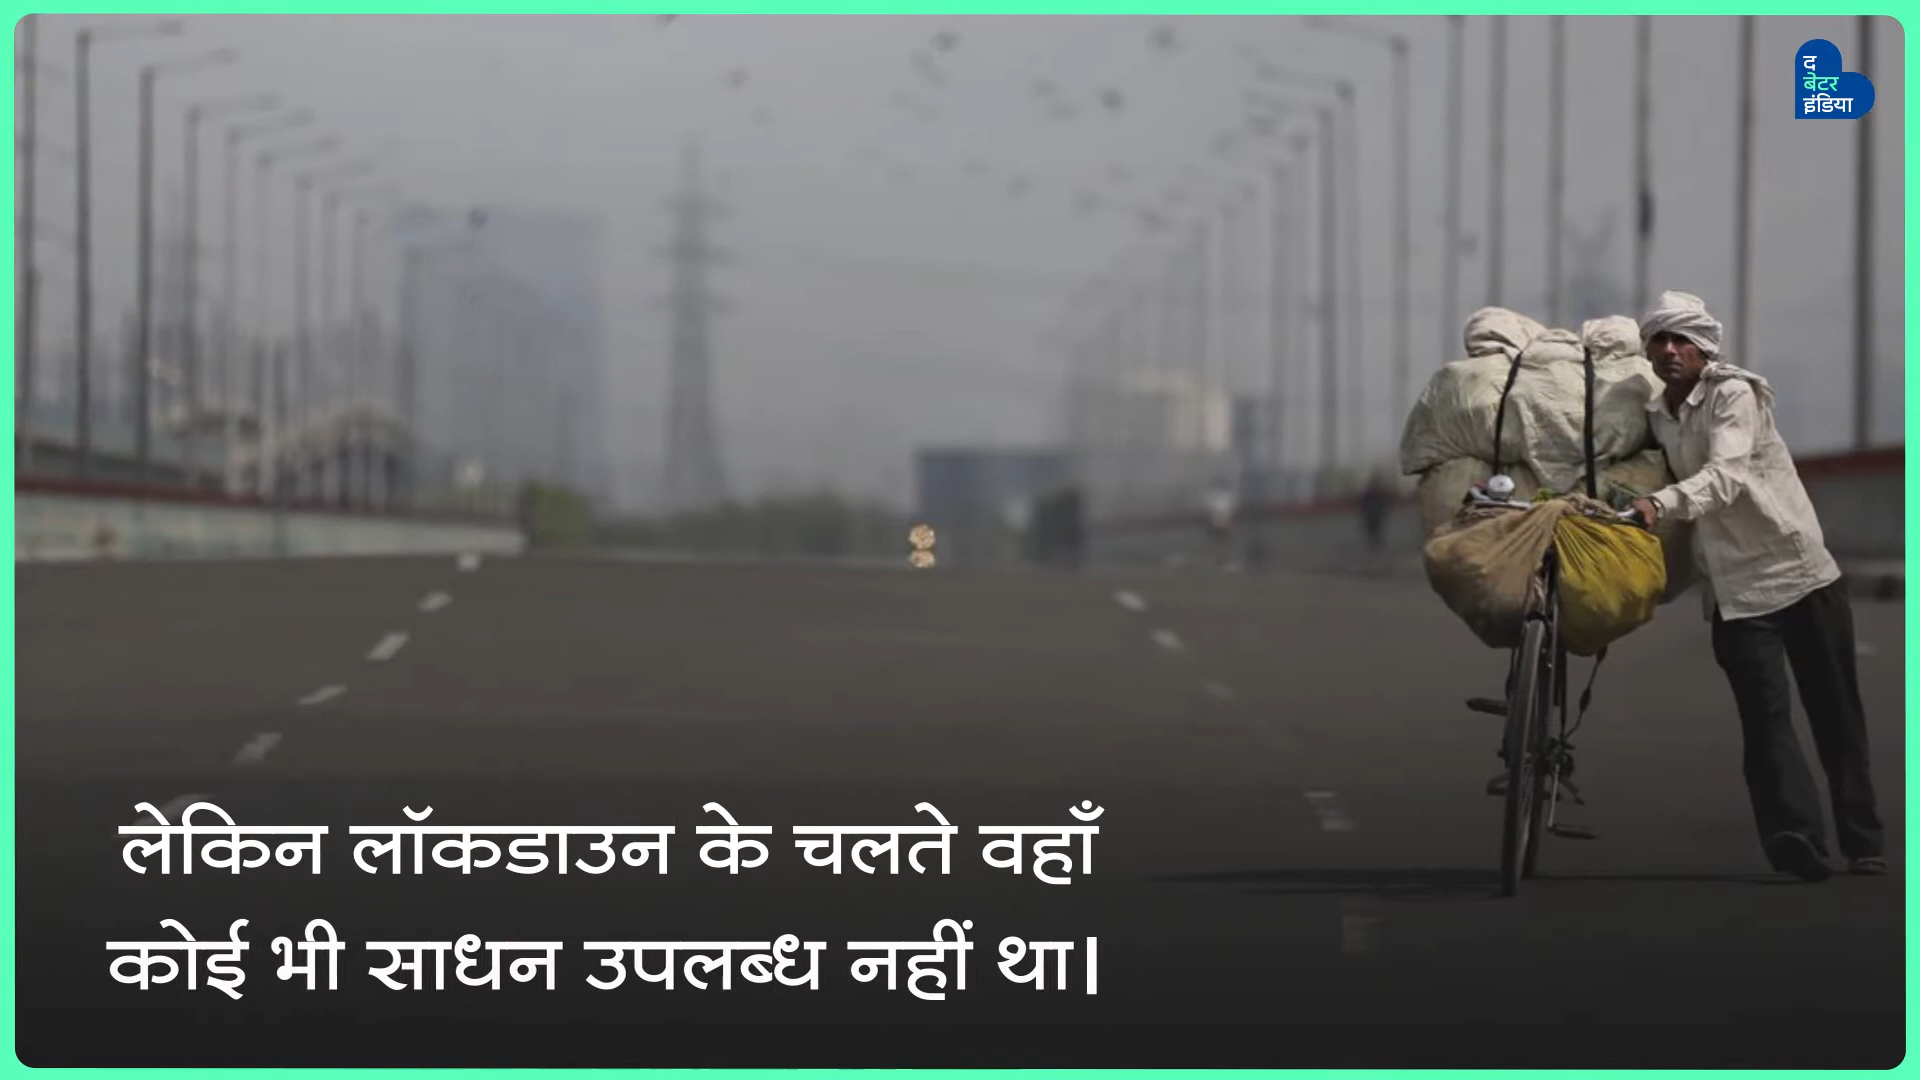 द
बेटर
इंडिया
लेकिन लॉकडाउन के चलते वहाँ
कोई भी साधन उपलब्ध नहीं था।